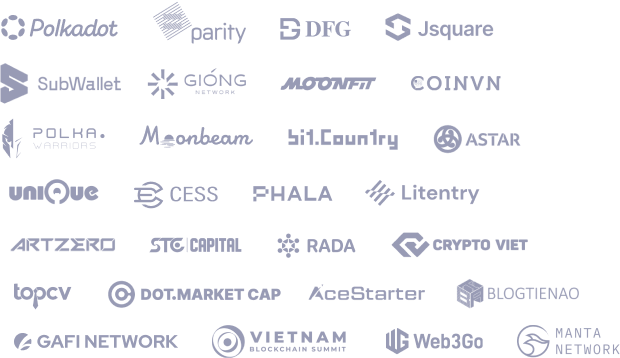 Polkadot parity DFG Jsquare
SubWallet GIÓNG NETWORK MOONFIT COINVN
POLKA. WARRIORS Moonbeam bit.Country ASTAR
UNIQUE CESS PHALA Litentry
ARTZERO STC CAPITAL RADA CRYPTO VIET
topcv DOT.MARKET CAP AceStarter BLOGTIENAO
GAFI NETWORK VIETNAM BLOCKCHAIN SUMMIT Web3Go MANTA NETWORK